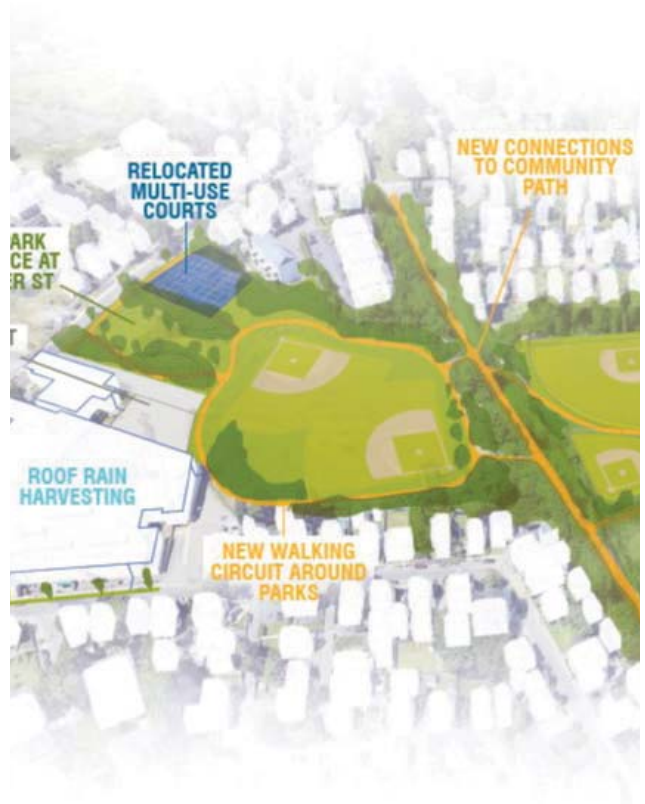 RELOCATED
MULTI-USE
COURTS
NEW CONNECTIONS
TO COMMUNITY
PATH
ARK
CE AT
ER ST
T
ROOF RAIN
HARVESTING
NEW WALKING
CIRCUIT AROUND
PARKS